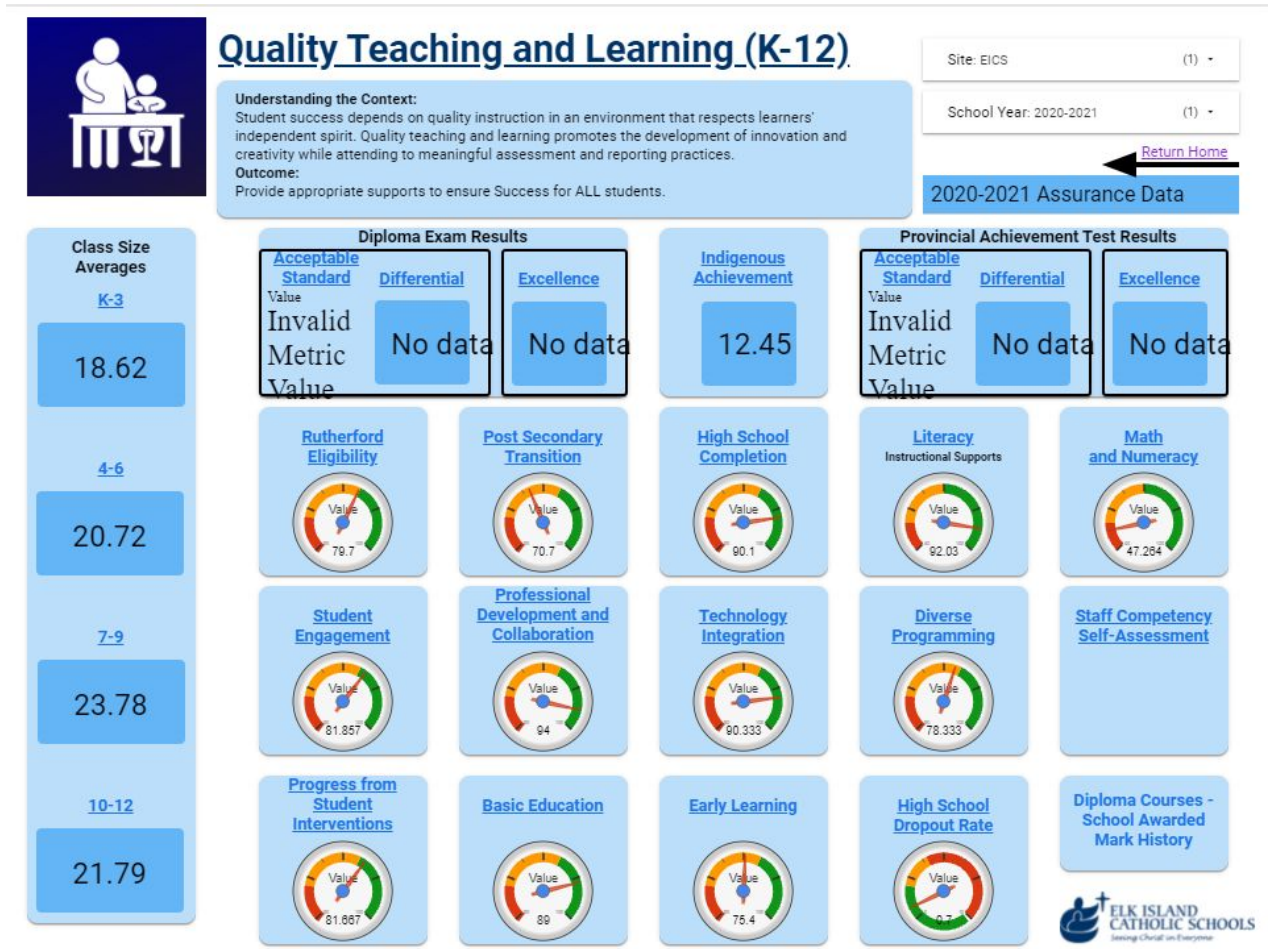 Quality Teaching and Learning (K-12)
Understanding the Context:
Student success depends on quality instruction in an environment that respects learners'
independent spirit. Quality teaching and learning promotes the development of innovation and
creativity while attending to meaningful assessment and reporting practices.
Outcome:
Provide appropriate supports to ensure Success for ALL students.
Site: EICS (1)
School Year: 2020-2021 (1)
Return Home
2020-2021 Assurance Data
Class Size
Averages
K-3
18.62
4-6
20.72
7-9
23.78
10-12
21.79
Diploma Exam Results
Acceptable
Standard
Value
Invalid
Metric
Value
Differential
No data
Excellence
No data
Indigenous
Achievement
12.45
Provincial Achievement Test Results
Acceptable
Standard
Value
Invalid
Metric
Value
Differential
No data
Excellence
No data
Rutherford
Eligibility
Value
79.7
Post Secondary
Transition
Value
70.7
High School
Completion
Value
90.1
Literacy
Instructional Supports
Value
92.03
Math
and Numeracy
Value
47.264
Student
Engagement
Value
81.857
Professional
Development and
Collaboration
Value
94
Technology
Integration
Value
90.333
Diverse
Programming
Value
78.333
Staff Competency
Self-Assessment
Progress from
Student
Interventions
Value
81.667
Basic Education
Value
89
Early Learning
Value
75.4
High School
Dropout Rate
Value
Diploma Courses -
School Awarded
Mark History
ELK ISLAND
CATHOLIC SCHOOLS
Seeing Christ in Everyone